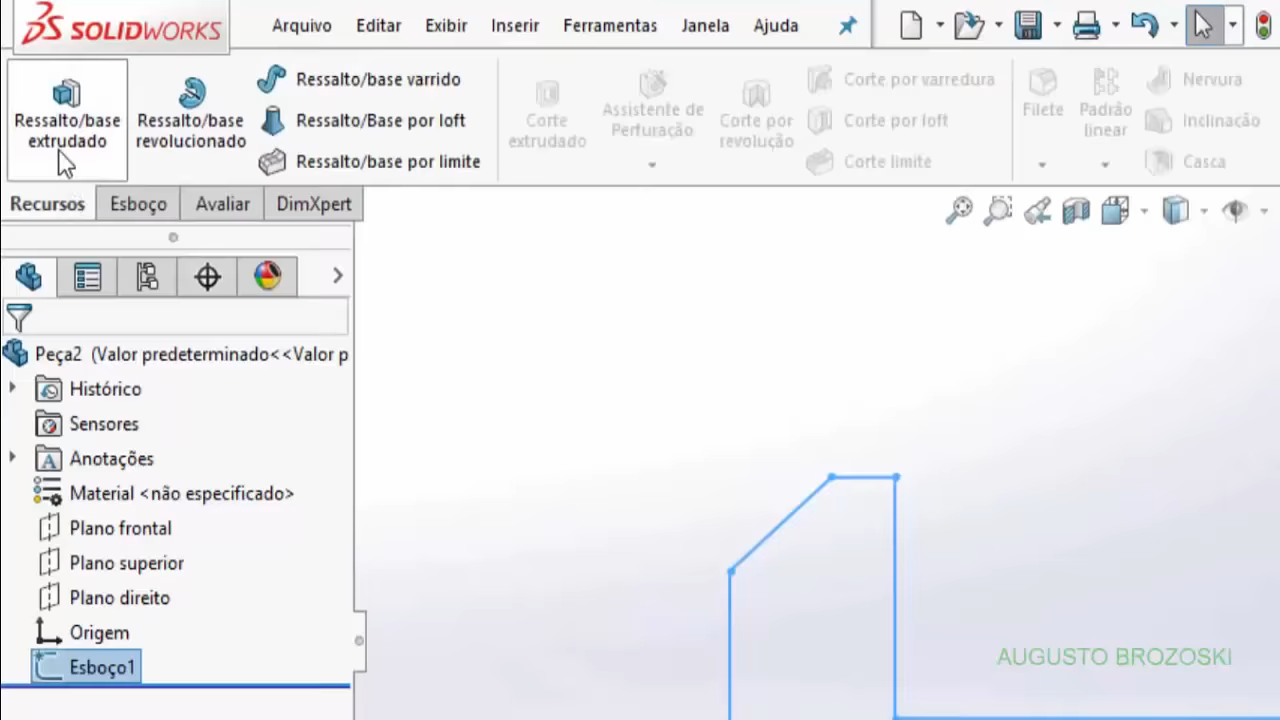 SOLIDWORKS
Arquivo Editar Exibir Inserir Ferramentas Janela Ajuda
Ressalto/base
extrudado
Ressalto/base
revolucionado
Ressalto/base varrido
Ressalto/Base por loft
Ressalto/base por limite
Corte
extrudado
Assistente de
Perfuração
Corte por
revolução
Corte por varredura
Corte por loft
Corte limite
Filete
Padrão
linear
Nervura
Inclinação
Casca
Recursos Esboço Avaliar DimXpert
Peça2 (Valor predeterminado<<Valor p
Histórico
Sensores
Anotações
Material <não especificado>
Plano frontal
Plano superior
Plano direito
Origem
Esboço1
AUGUSTO BROZOSKI